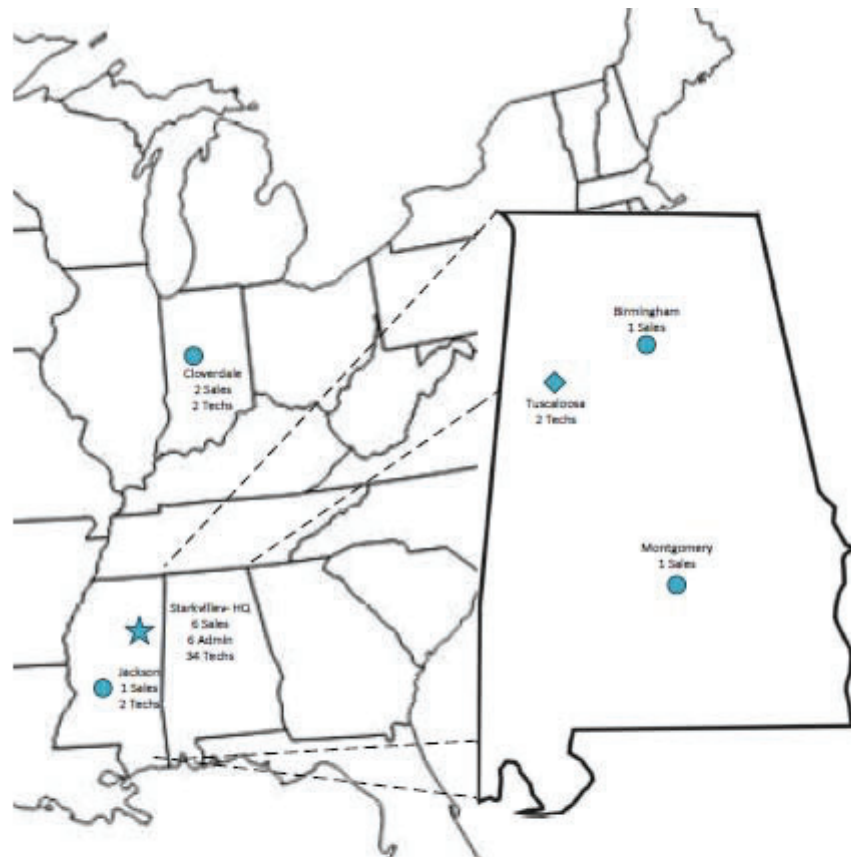 Birmingham
1 Sales
Cloverdale
2 Sales
2 Techs
Tuscaloosa
2 Techs
Montgomery
1 Sales
Starkville- HQ
6 Sales
6 Admin
34 Techs
Jackson
1 Sales
2 Techs